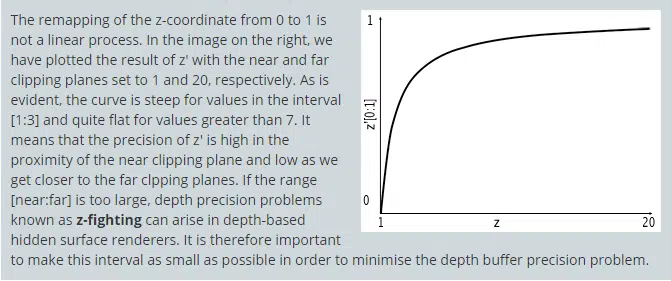 The remapping of the z-coordinate from 0 to 1 is
not a linear process. In the image on the right, we
have plotted the result of z' with the near and far
clipping planes set to 1 and 20, respectively. As is
evident, the curve is steep for values in the interval
[1:3] and quite flat for values greater than 7. It
means that the precision of z' is high in the
proximity of the near clipping plane and low as we
get closer to the far clpping planes. If the range
[near:far] is too large, depth precision problems
known as z-fighting can arise in depth-based
hidden surface renderers. It is therefore important
to make this interval as small as possible in order to minimise the depth buffer precision problem.
1
z'[0:1]
0
1
z
20